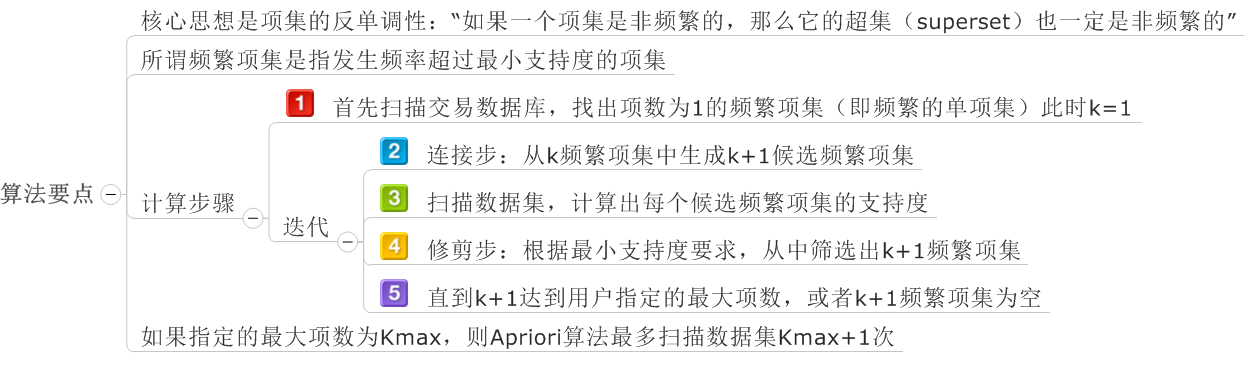 核心思想是项集的反单调性：“如果一个项集是非频繁的，那么它的超集（superset）也一定是非频繁的”
所谓频繁项集是指发生频率超过最小支持度的项集
1 首先扫描交易数据库，找出项数为1的频繁项集（即频繁的单项集）此时k=1
2 连接步：从k频繁项集中生成k+1候选频繁项集
算法要点
计算步骤
3 扫描数据集，计算出每个候选频繁项集的支持度
迭代
4 修剪步：根据最小支持度要求，从中筛选出k+1频繁项集
5 直到k+1达到用户指定的最大项数，或者k+1频繁项集为空
如果指定的最大项数为Kmax，则Apriori算法最多扫描数据集Kmax+1次